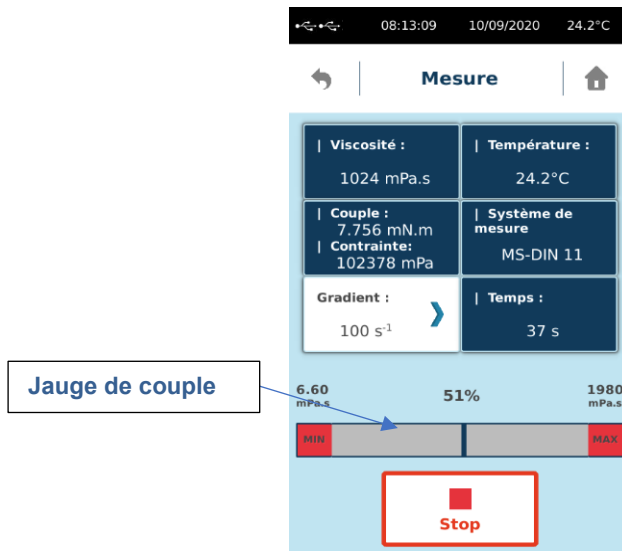 08:13:09 10/09/2020 24.2°C
Mesure
| Viscosité :
1024 mPa.s
| Température :
24.2°C
| Couple :
7.756 mN.m
| Contrainte:
102378 mPa
| Système de
mesure
MS-DIN 11
Gradient :
100 s⁻¹
| Temps :
37 s
Jauge de couple
6.60
mPa.s
51%
1980
mPa.s
MIN
MAX
Stop